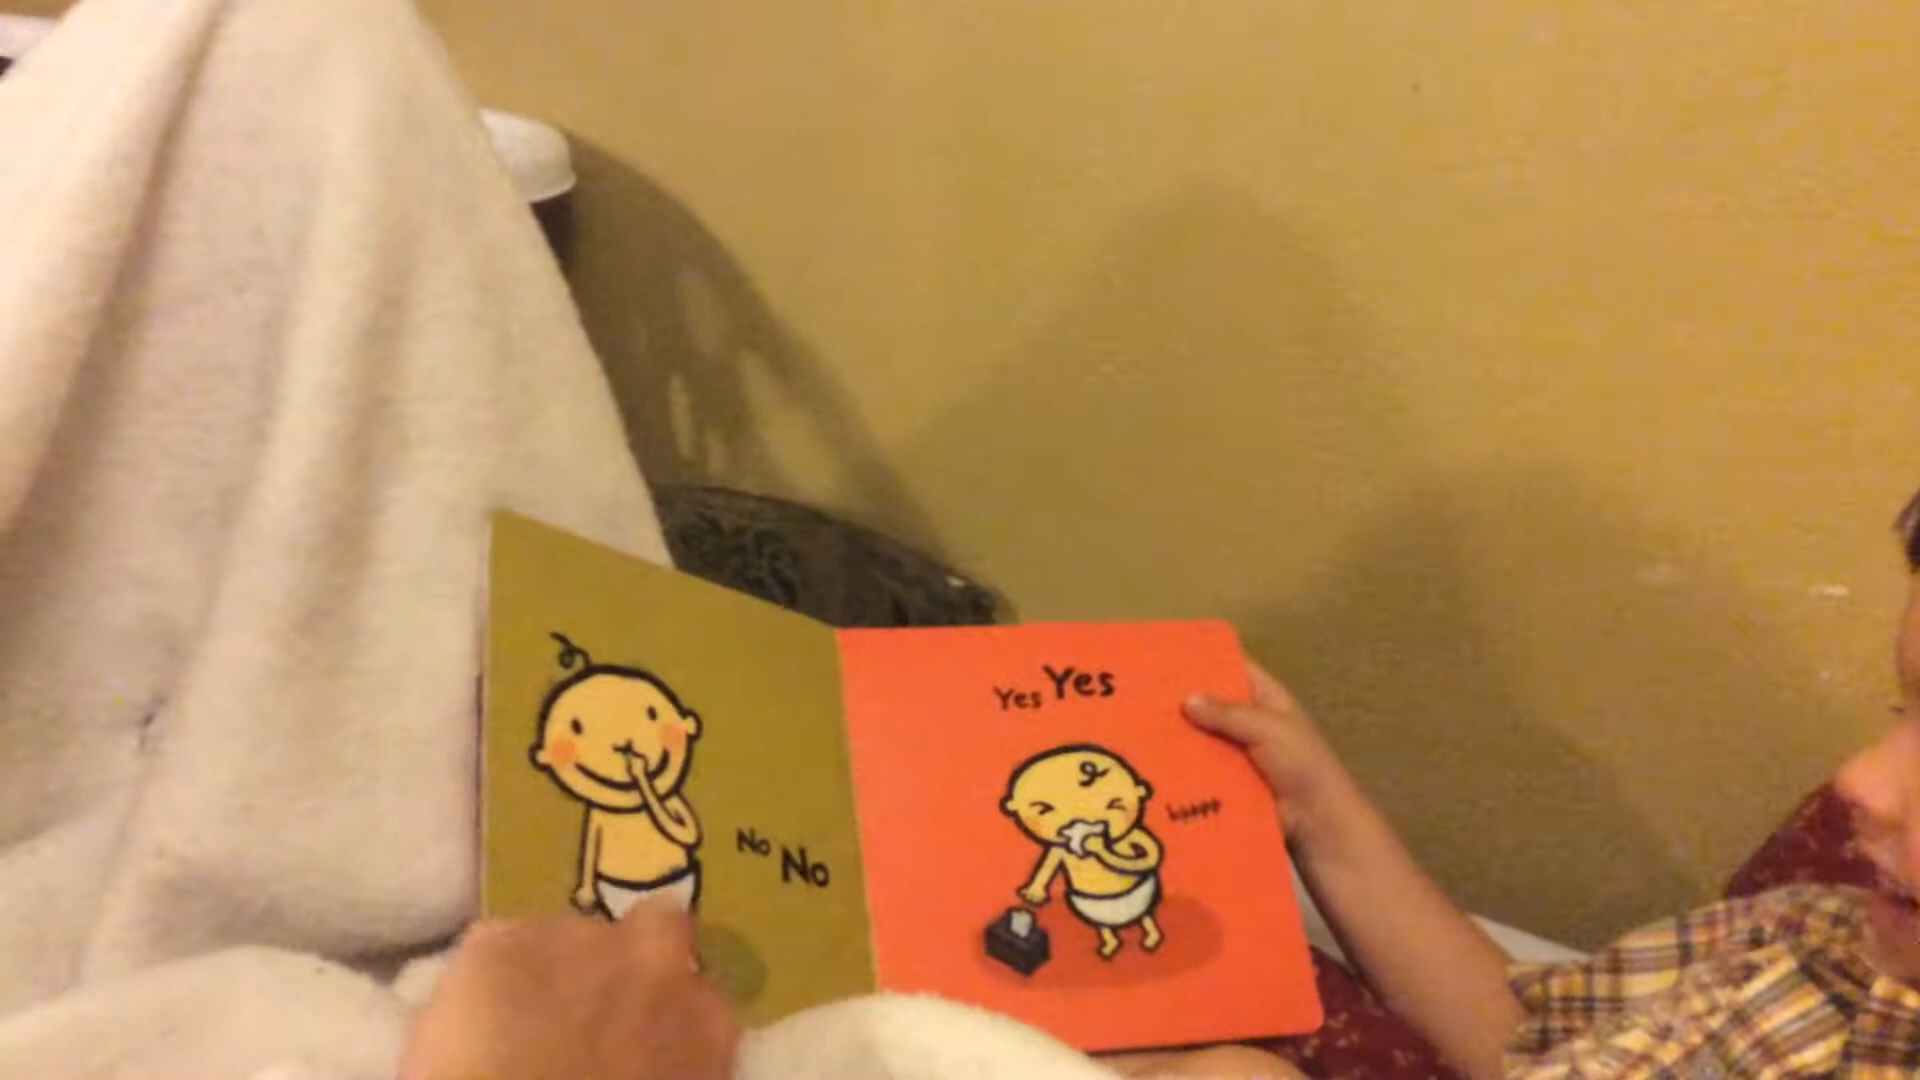 No No
Yes Yes